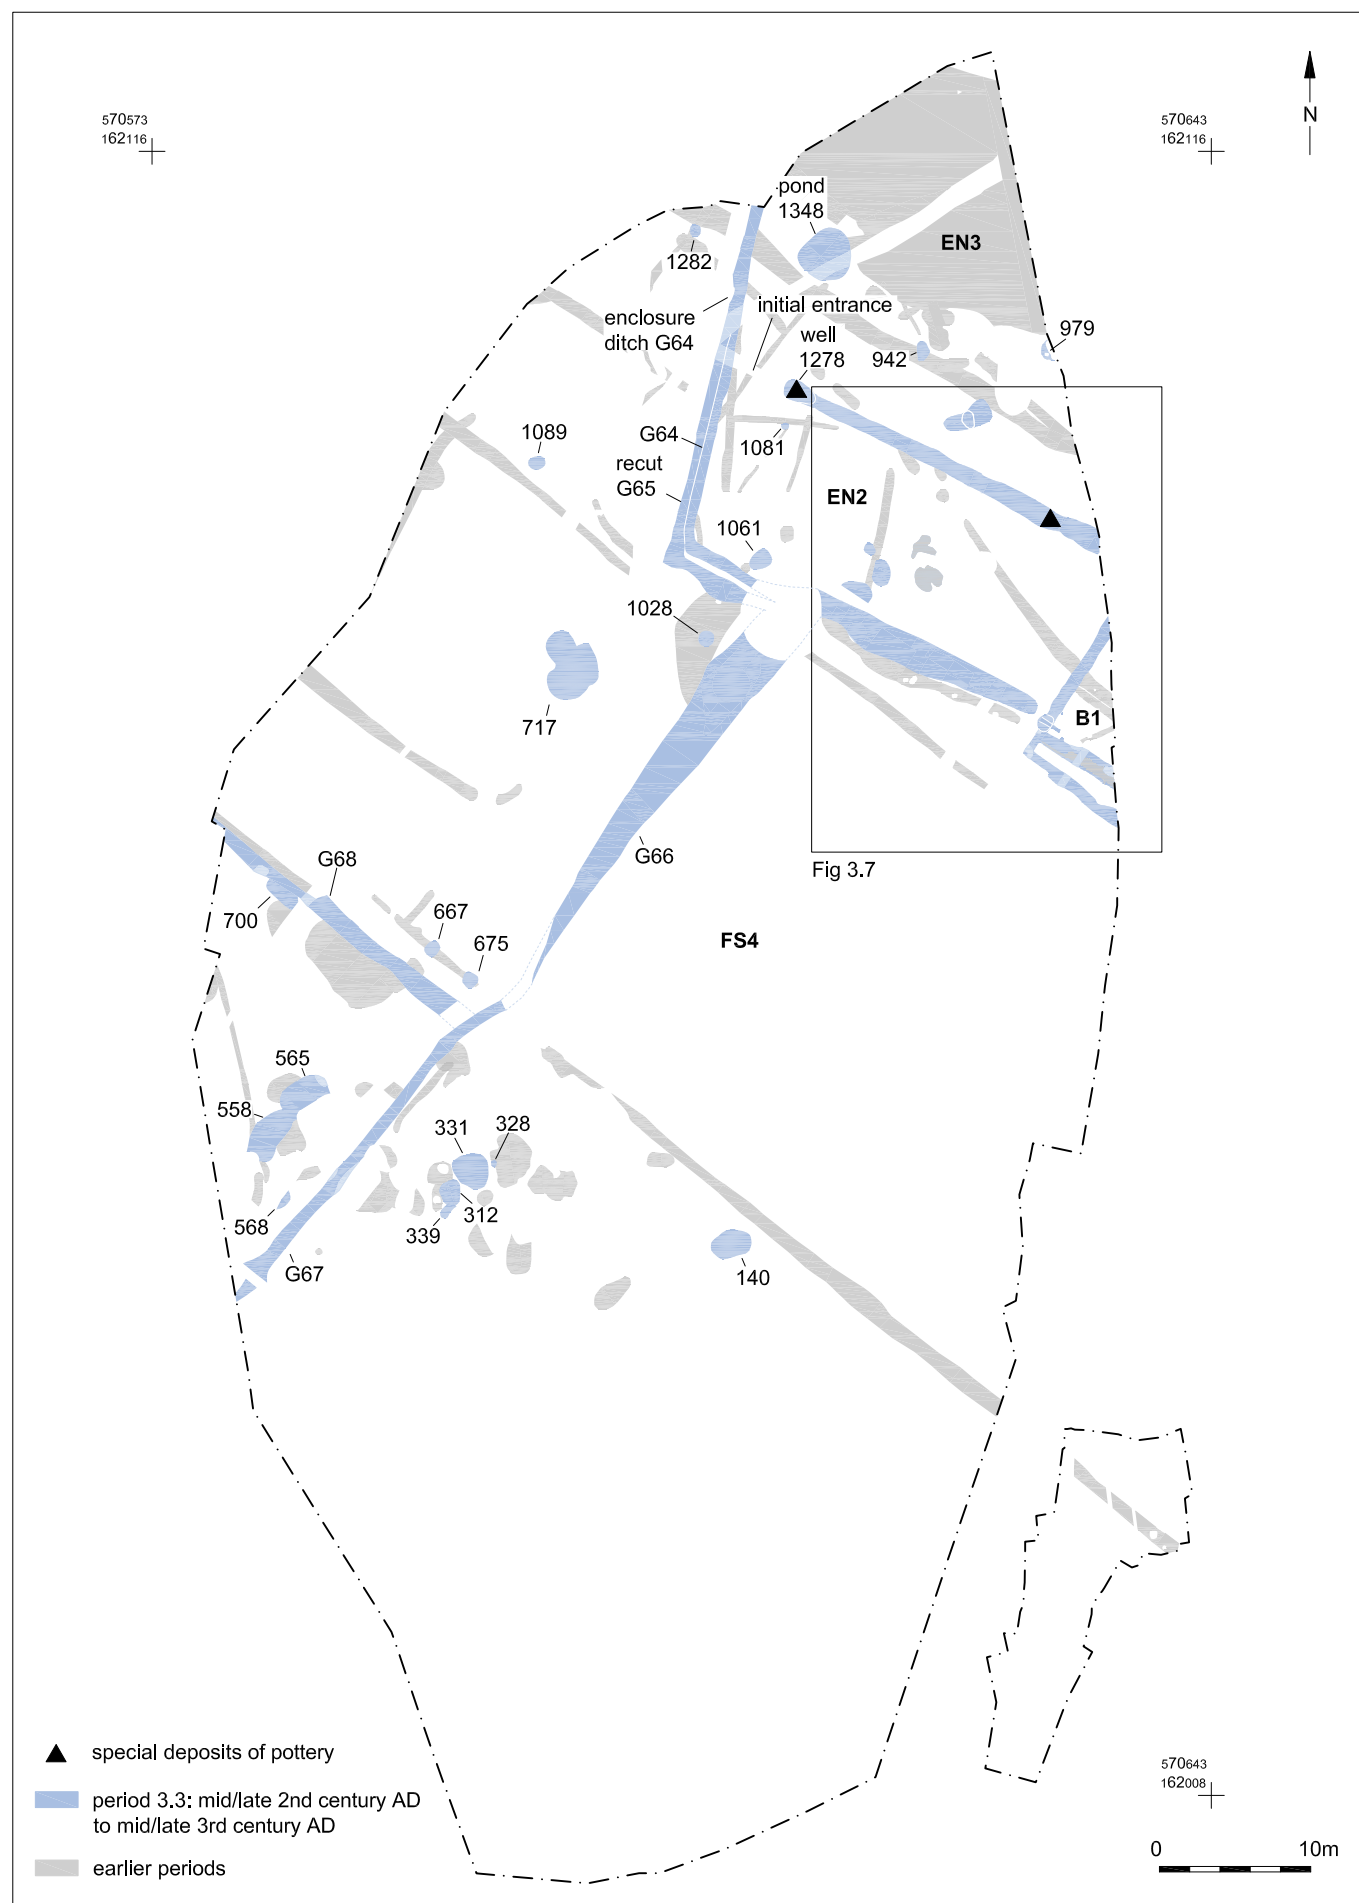 570573
162116
570643
162116
N
pond
1348
EN3
1282
enclosure
ditch G64
initial entrance
well
1278
942
979
1089
G64
recut
G65
1081
EN2
1061
1028
717
B1
G66
Fig 3.7
G68
700
667
675
FS4
565
558
331
328
568
339
312
G67
140
special deposits of pottery
period 3.3: mid/late 2nd century AD
to mid/late 3rd century AD
earlier periods
570643
162008
0 10m